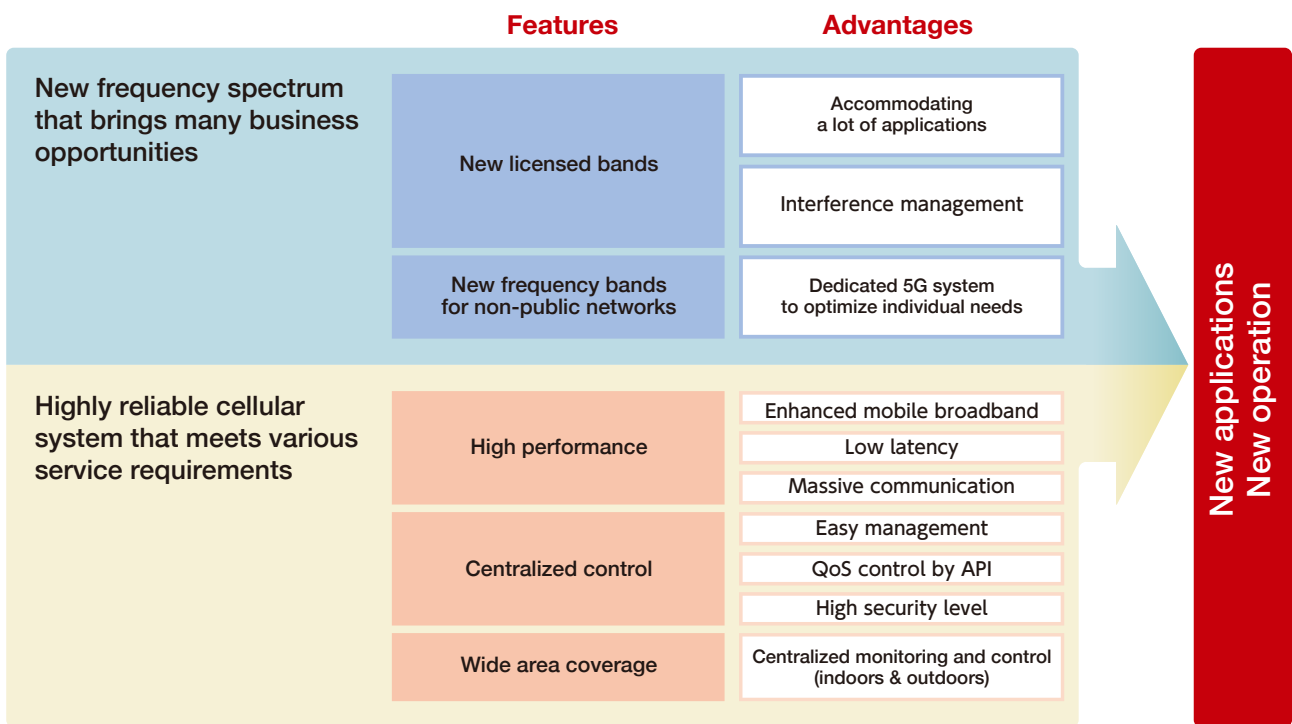 Features
Advantages
New frequency spectrum
that brings many business
opportunities
New licensed bands
Accommodating
a lot of applications
Interference management
New frequency bands
for non-public networks
Dedicated 5G system
to optimize individual needs
Highly reliable cellular
system that meets various
service requirements
High performance
Enhanced mobile broadband
Low latency
Massive communication
Centralized control
Easy management
QoS control by API
High security level
Wide area coverage
Centralized monitoring and control
(indoors & outdoors)
New applications
New operation